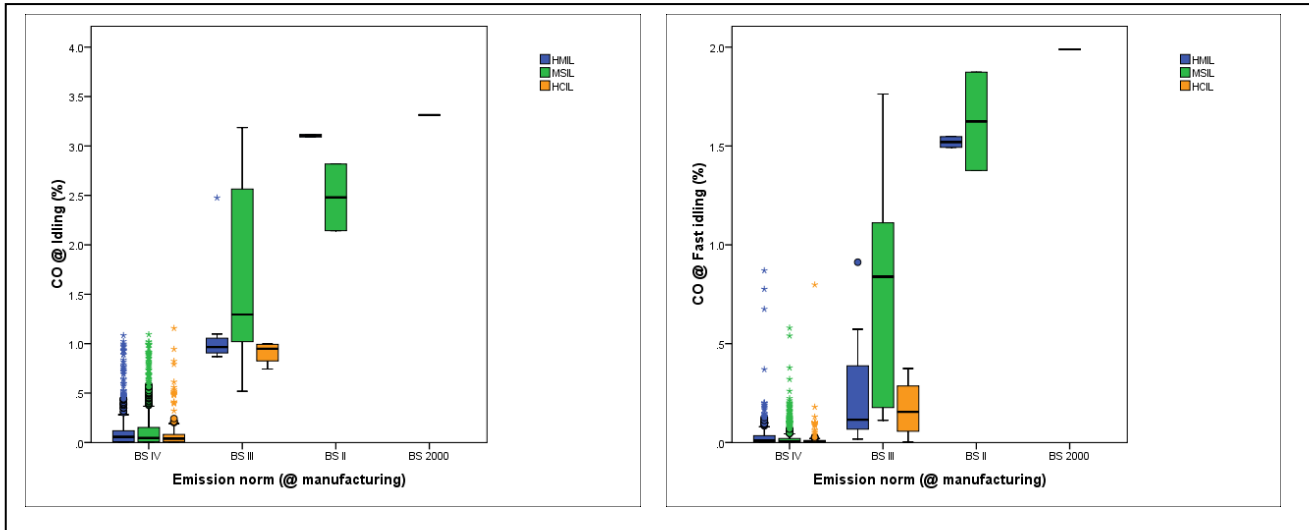 4.0
3.5
3.0
2.5
2.0
1.5
1.0
.5
.0
CO @ Idling (%)
BS IV
BS III
BS II
BS 2000
Emission norm (@ manufacturing)
HMIL
MSIL
HCIL
2.0
1.5
1.0
.5
.0
CO @ Fast idling (%)
BS IV
BS III
BS II
BS 2000
Emission norm (@ manufacturing)
HMIL
MSIL
HCIL